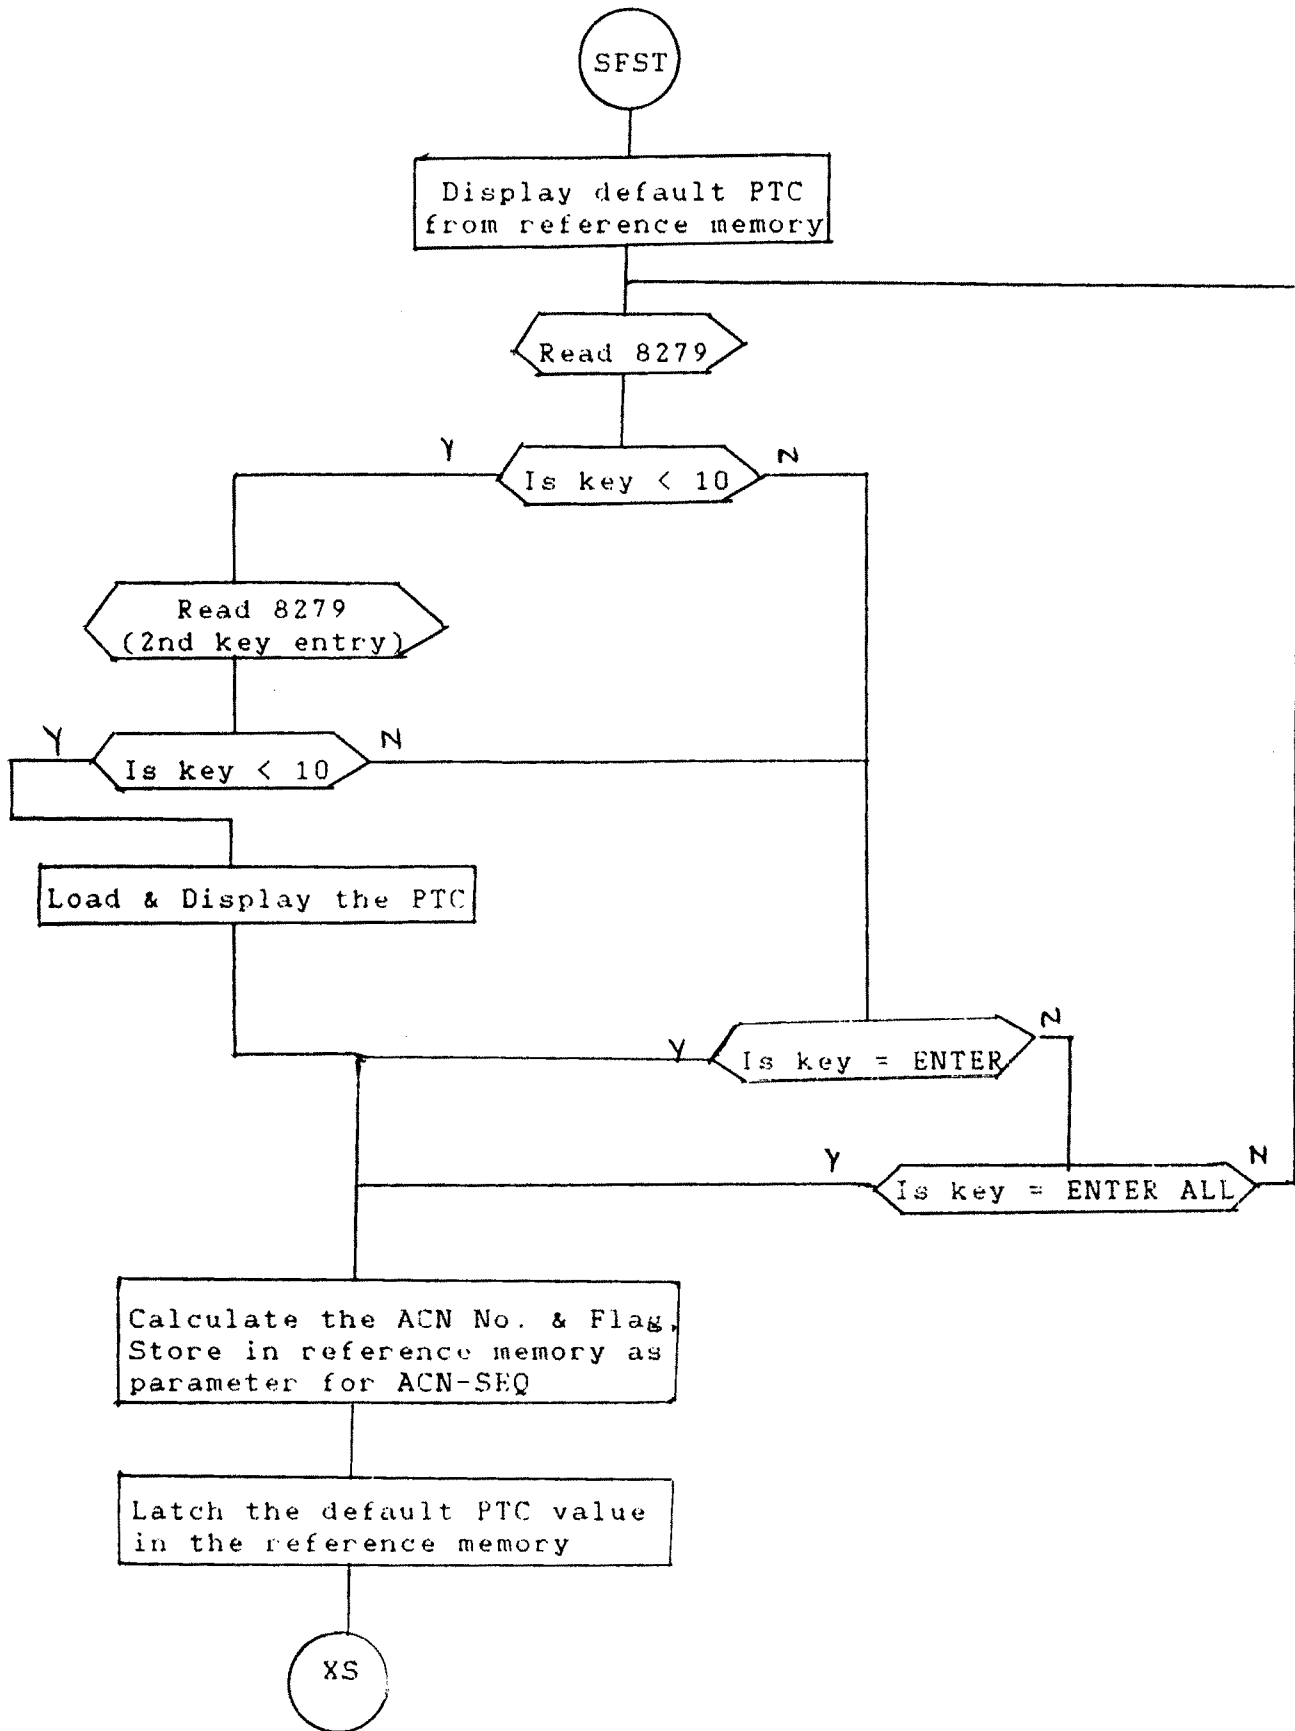 SFST
Display default PTC
from reference memory
Read 8279
Y
N
Is key < 10
Read 8279
(2nd key entry)
Y
N
Is key < 10
Load & Display the PTC
N
Y
Is key = ENTER
Y
N
Is key = ENTER ALL
Calculate the ACN No. & Flag.
Store in reference memory as
parameter for ACN-SEQ
Latch the default PTC value
in the reference memory
XS